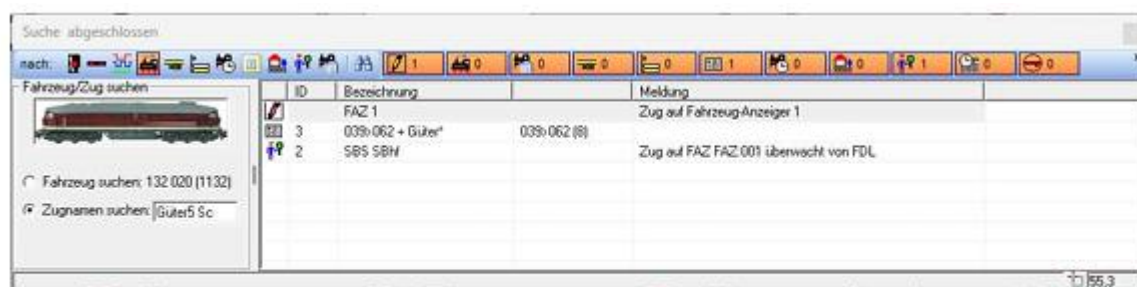 Suche abgeschlossen
nach: 1 0 0 0 0 1 0 0 1 0 0
Fahrzeug/Zug suchen
ID Bezeichnung Meldung
FAZ 1 Zug auf Fahrzeug-Anzeiger 1
3 039›062 + Güter* 039›062 (8)
2 SBS SBhf Zug auf FAZ FAZ.001 überwacht von FDL
Fahrzeug suchen: 132 020 (1132)
Zugnamen suchen: Güter5 Sc
55,3